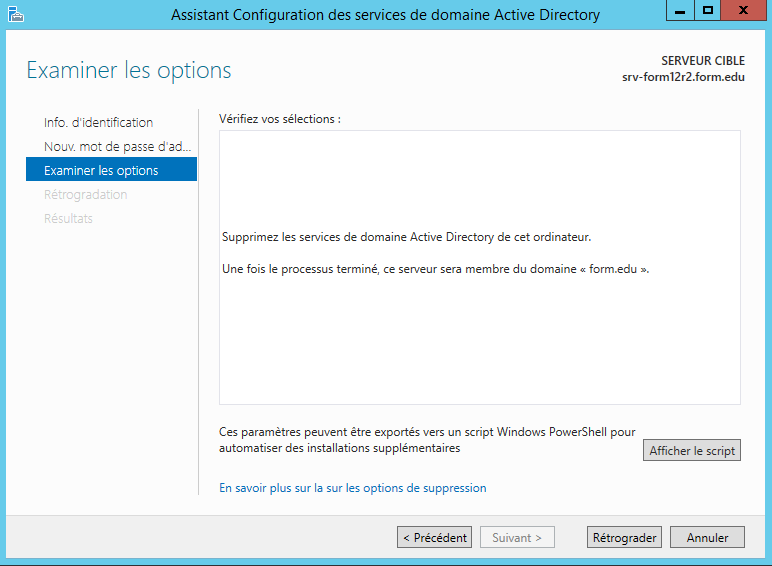 Assistant Configuration des services de domaine Active Directory
Examiner les options
SERVEUR CIBLE
srv-form12r2.form.edu
Info. d'identification
Nouv. mot de passe d'ad...
Examiner les options
Rétrogradation
Résultats
Vérifiez vos sélections :
Supprimez les services de domaine Active Directory de cet ordinateur.
Une fois le processus terminé, ce serveur sera membre du domaine « form.edu ».
Ces paramètres peuvent être exportés vers un script Windows PowerShell pour
automatiser des installations supplémentaires
Afficher le script
En savoir plus sur la sur les options de suppression
< Précédent
Suivant >
Rétrograder
Annuler